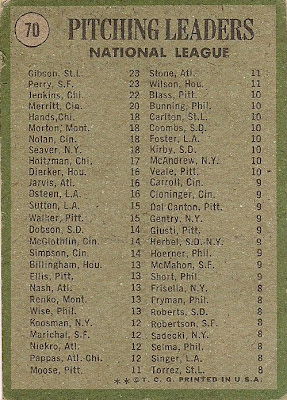 70
PITCHING LEADERS
NATIONAL LEAGUE
Gibson, St.L. 23 Stone, Atl. 11
Perry, S.F. 23 Wilson, Hou. 11
Jenkins, Chi. 22 Blass, Pitt. 10
Merritt, Cin. 20 Bunning, Phil. 10
Hands, Chi. 18 Carlton, St.L. 10
Morton, Mont. 18 Coombs, S.D. 10
Nolan, Cin. 18 Foster, L.A. 10
Seaver, N.Y. 18 Kirby, S.D. 10
Holtzman, Chi. 17 McAndrew, N.Y. 10
Dierker, Hou. 16 Veale, Pitt. 10
Jarvis, Atl. 16 Carroll, Cin. 9
Osteen, L.A. 16 Cloninger, Cin. 9
Sutton, L.A. 15 Dal Canton, Pitt. 9
Walker, Pitt. 15 Gentry, N.Y. 9
Dobson, S.D. 14 Giusti, Pitt. 9
McGlothlin, Cin. 14 Herbel, S.D.-N.Y. 9
Simpson, Cin. 14 Hoerner, Phil. 9
Billingham, Hou. 13 McMahon, S.F. 9
Ellis, Pitt. 13 Short, Phil. 9
Nash, Atl. 13 Frisella, N.Y. 8
Renko, Mont. 13 Fryman, Phil. 8
Wise, Phil. 13 Roberts, S.D. 8
Koosman, N.Y. 12 Robertson, S.F. 8
Marichal, S.F. 12 Sadecki, N.Y. 8
Niekro, Atl. 12 Selma, Phil. 8
Pappas, Atl.-Chi. 12 Singer, L.A. 8
Moose, Pitt. 11 Torrez, St.L. 8
** © T. C. G. PRINTED IN U.S.A.